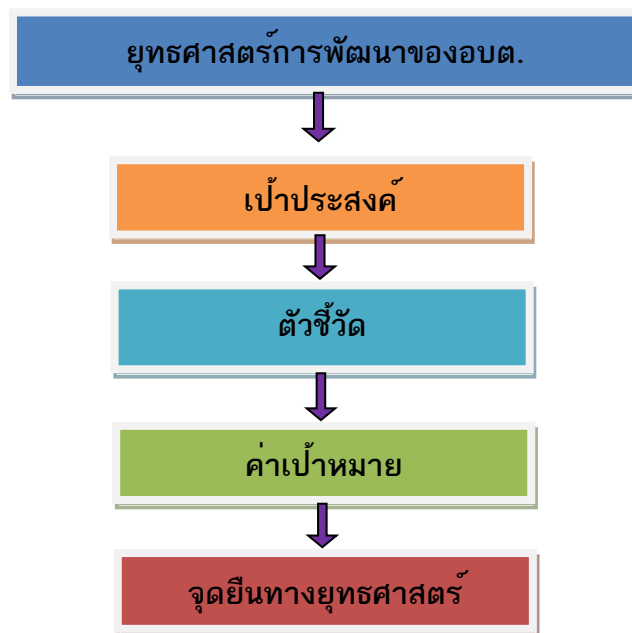 ยุทธศาสตร์การพัฒนาของอบต.
เป้าประสงค์
ตัวชี้วัด
ค่าเป้าหมาย
จุดยืนทางยุทธศาสตร์